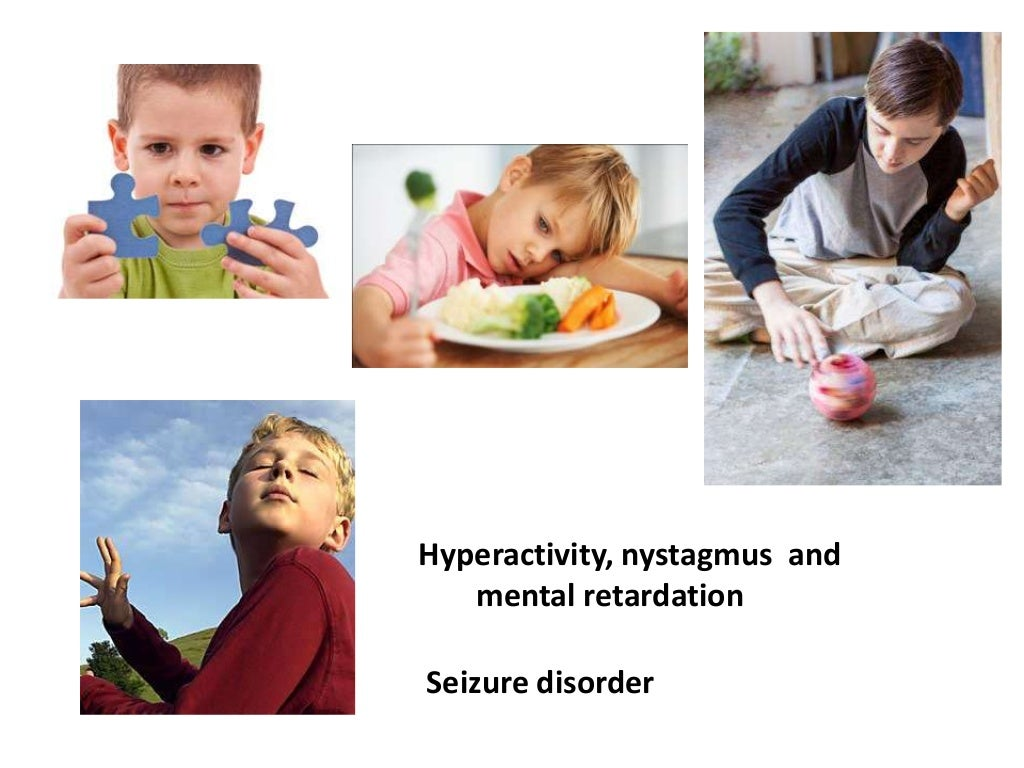 Hyperactivity, nystagmus and
mental retardation
Seizure disorder